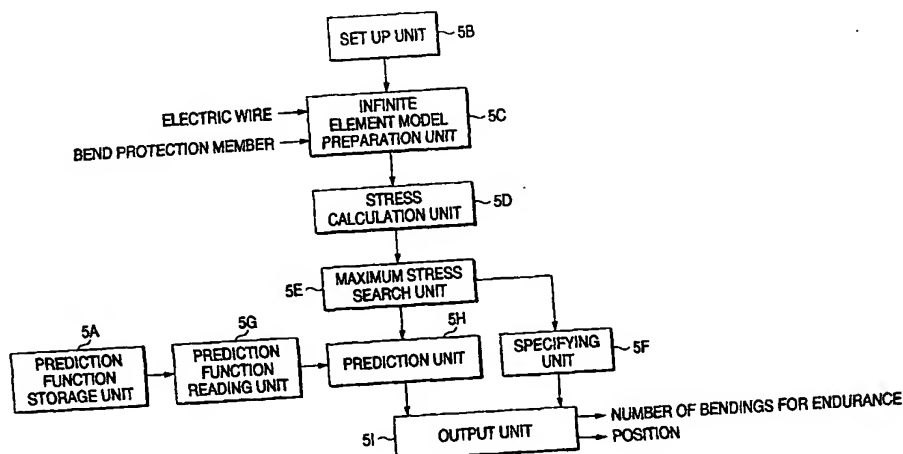 SET UP UNIT
5B
ELECTRIC WIRE
BEND PROTECTION MEMBER
INFINITE
ELEMENT MODEL
PREPARATION UNIT
5C
STRESS
CALCULATION UNIT
5D
5E
MAXIMUM STRESS
SEARCH UNIT
5A
PREDICTION
FUNCTION
STORAGE UNIT
5G
PREDICTION
FUNCTION
READING UNIT
5H
PREDICTION UNIT
SPECIFYING
UNIT
5F
5I
OUTPUT UNIT
NUMBER OF BENDINGS FOR ENDURANCE
POSITION